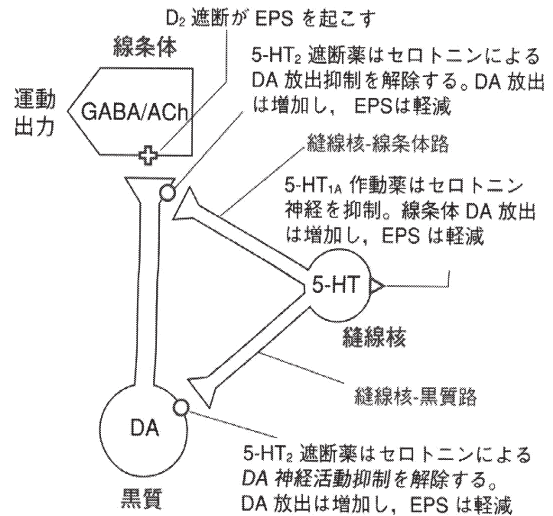 D₂ 遮断が EPS を起こす
線条体
5-HT₂ 遮断薬はセロトニンによる
DA 放出抑制を解除する。DA 放出
は増加し， EPSは軽減
運動
出力
GABA/ACh
縫線核-線条体路
5-HT₁A 作動薬はセロトニン
神経を抑制。線条体 DA 放出
は増加し，EPS は軽減
5-HT
縫線核
縫線核-黒質路
DA
黒質
5-HT₂ 遮断薬はセロトニンによる
DA 神経活動抑制を解除する。
DA 放出は増加し，EPS は軽減